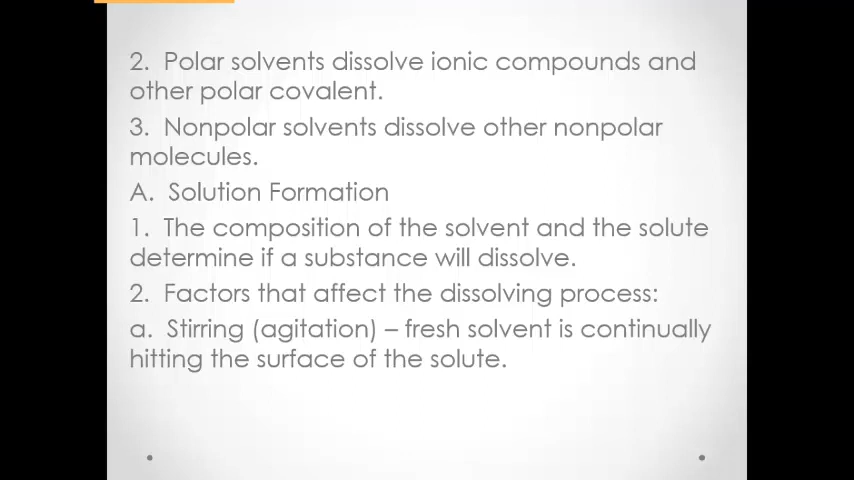 2. Polar solvents dissolve ionic compounds and
other polar covalent.
3. Nonpolar solvents dissolve other nonpolar
molecules.
A. Solution Formation
1. The composition of the solvent and the solute
determine if a substance will dissolve.
2. Factors that affect the dissolving process:
a. Stirring (agitation) – fresh solvent is continually
hitting the surface of the solute.